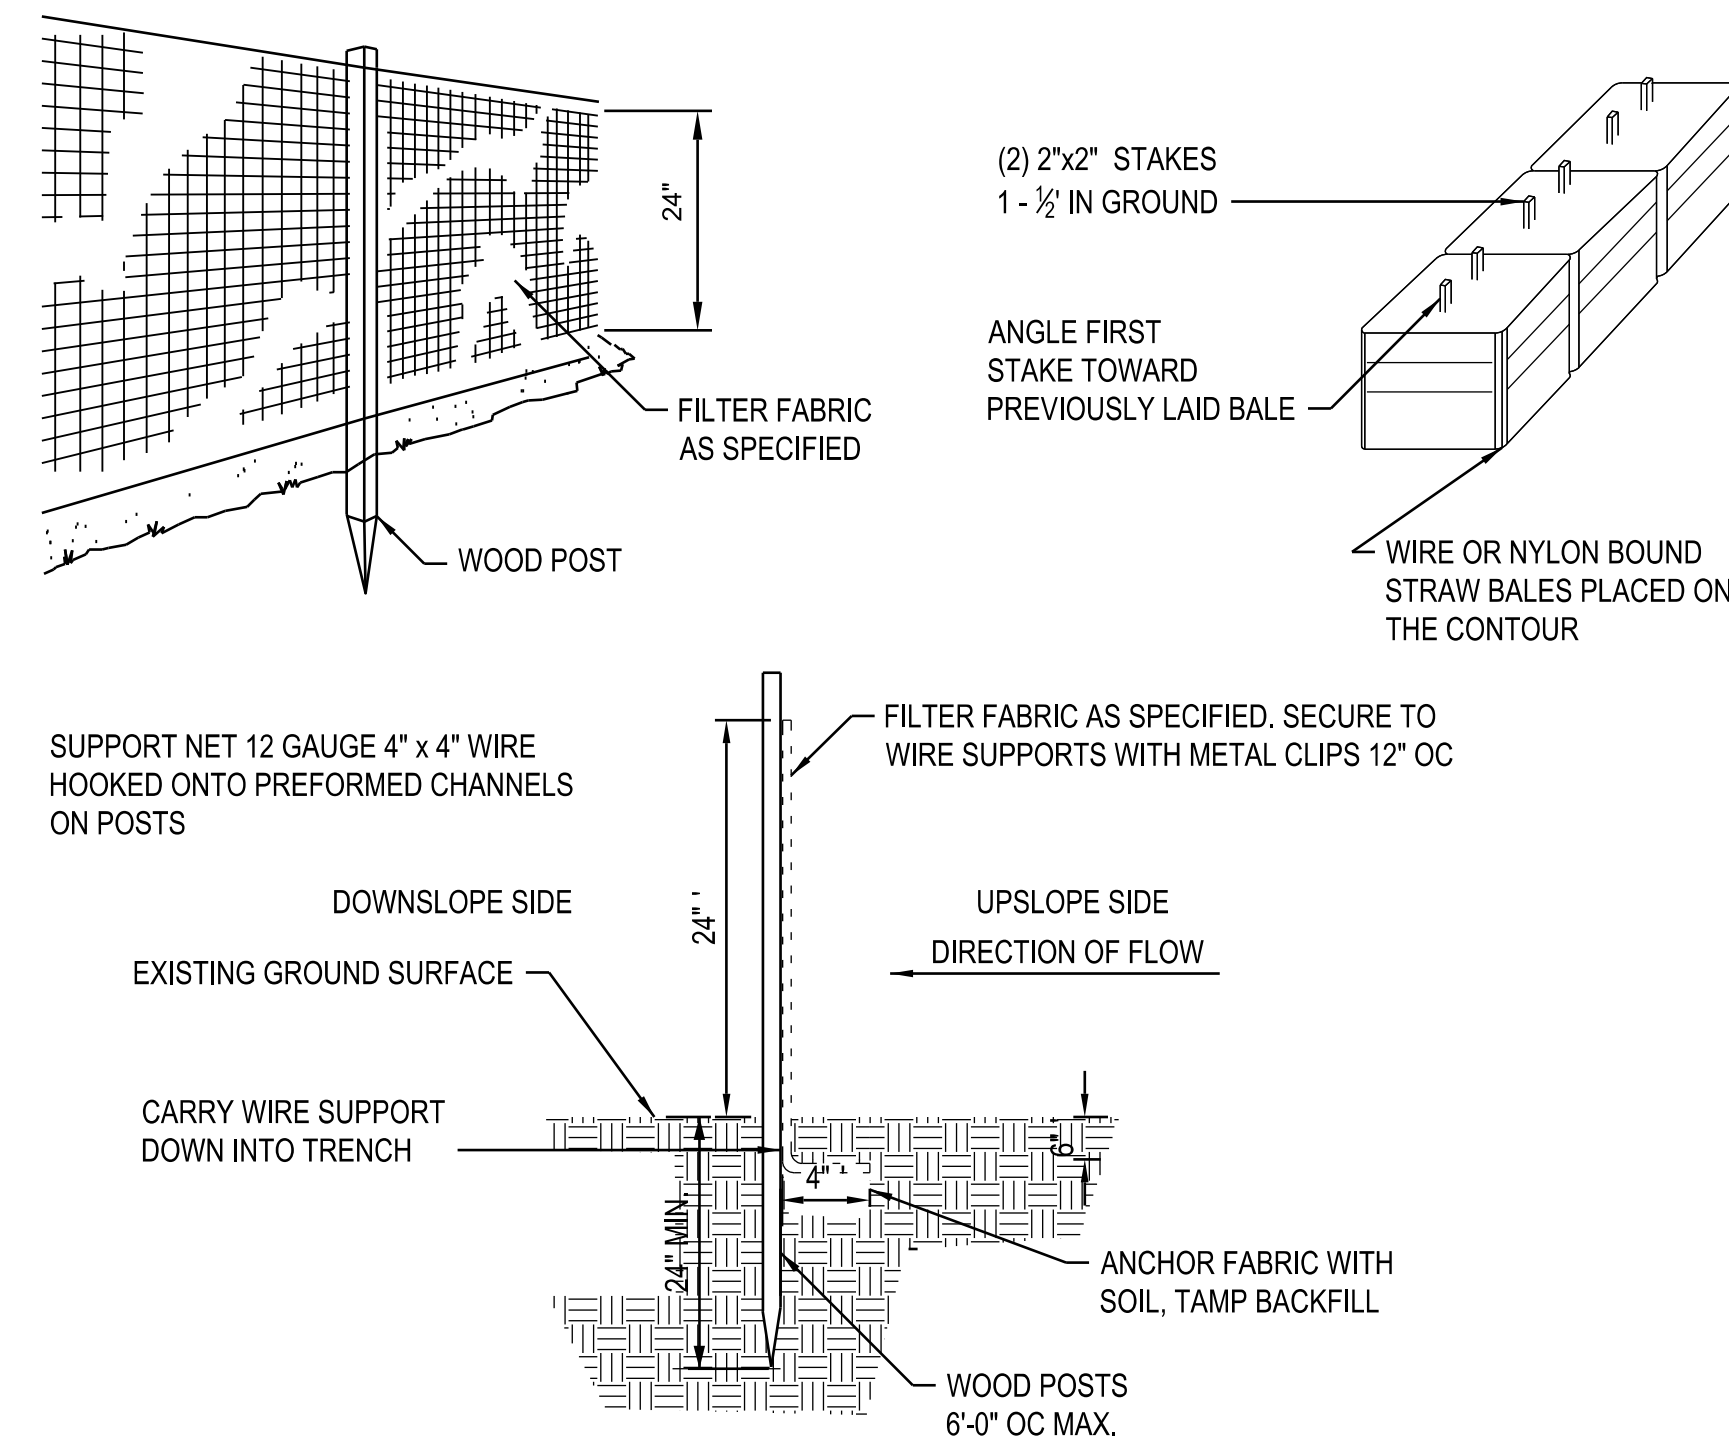 24"
FILTER FABRIC
AS SPECIFIED
WOOD POST
(2) 2"x2" STAKES
1 - ½' IN GROUND
ANGLE FIRST
STAKE TOWARD
PREVIOUSLY LAID BALE
WIRE OR NYLON BOUND
STRAW BALES PLACED ON
THE CONTOUR
SUPPORT NET 12 GAUGE 4" x 4" WIRE
HOOKED ONTO PREFORMED CHANNELS
ON POSTS
FILTER FABRIC AS SPECIFIED. SECURE TO
WIRE SUPPORTS WITH METAL CLIPS 12" OC
24"
DOWNSLOPE SIDE
UPSLOPE SIDE
DIRECTION OF FLOW
EXISTING GROUND SURFACE
CARRY WIRE SUPPORT
DOWN INTO TRENCH
6"
4"
24" MIN.
ANCHOR FABRIC WITH
SOIL, TAMP BACKFILL
WOOD POSTS
6'-0" OC MAX.